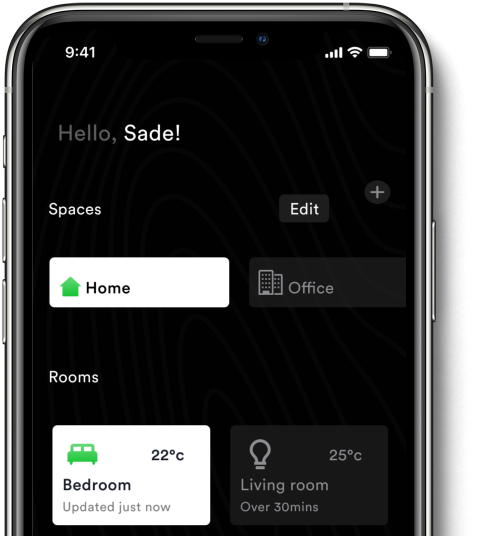 9:41
Hello, Sade!
Spaces
Edit
+
Home
Office
Rooms
22°c
25°c
Bedroom
Living room
Updated just now
Over 30mins